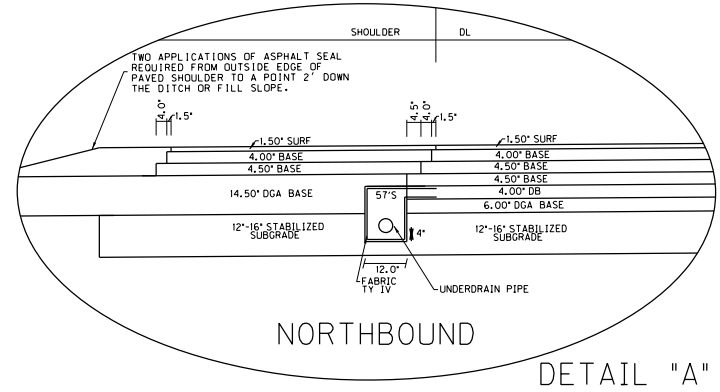 SHOULDER DL
TWO APPLICATIONS OF ASPHALT SEAL
REQUIRED FROM OUTSIDE EDGE OF
PAVED SHOULDER TO A POINT 2' DOWN
THE DITCH OR FILL SLOPE.
4.0"
1.5"
4.5"
4.0"
1.5"
1.50" SURF
1.50" SURF
4.00" BASE
4.00" BASE
4.50" BASE
4.50" BASE
4.50" BASE
14.50" DGA BASE
57'S
4.00" DB
6.00" DGA BASE
12"-16" STABILIZED
SUBGRADE
4"
12"-16" STABILIZED
SUBGRADE
12.0"
FABRIC
TY IV
UNDERDRAIN PIPE
NORTHBOUND
DETAIL "A"